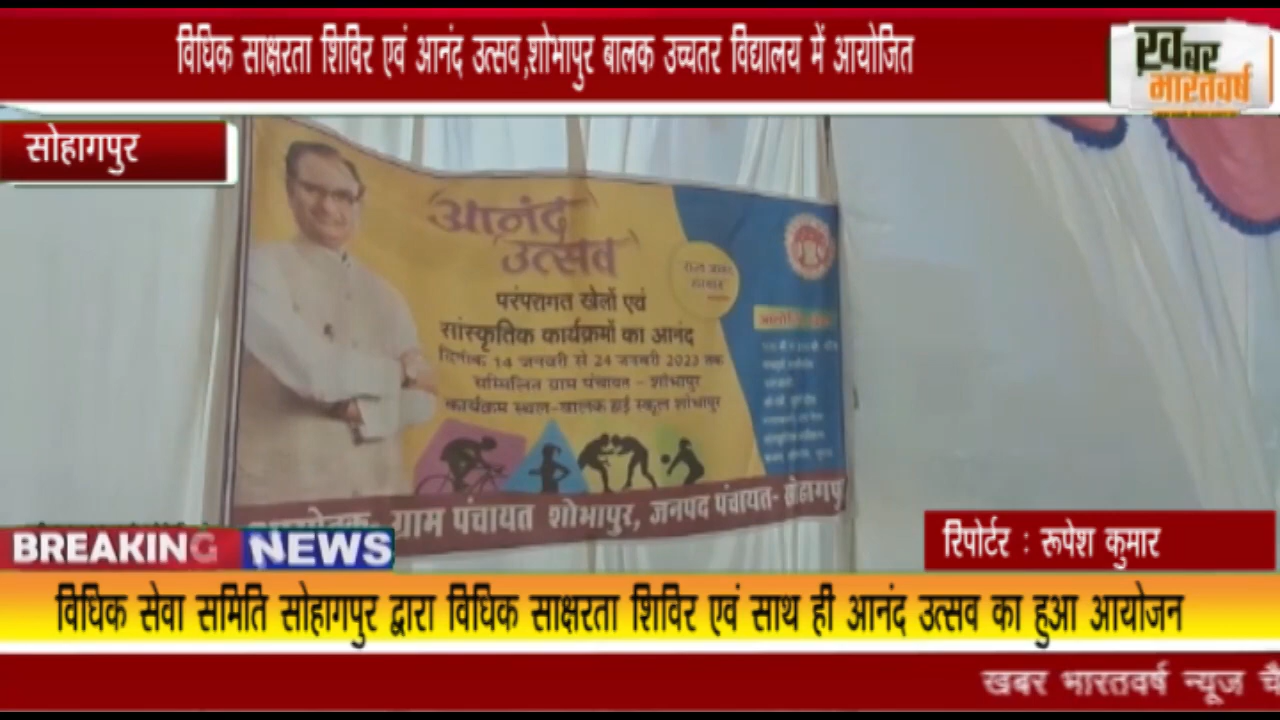 विधिक साक्षरता शिविर एवं आनंद उत्सव,शोभापुर बालक उच्चतर विद्यालय में आयोजित
खबर
भारतवर्ष
सोहागपुर
आनंद
उत्सव
परंपरागत खेलों एवं
सांस्कृतिक कार्यक्रमों का आनंद
दिनांक 14 जनवरी से 24 जनवरी 2023 तक
सम्मिलित ग्राम पंचायत - शोभापुर
कार्यक्रम स्थल-बालक हाई स्कूल शोभापुर
ग्राम पंचायत शोभापुर, जनपद पंचायत- सोहागपु
BREAKING NEWS
रिपोर्टर : रूपेश कुमार
विधिक सेवा समिति सोहागपुर द्वारा विधिक साक्षरता शिविर एवं साथ ही आनंद उत्सव का हुआ आयोजन
खबर भारतवर्ष न्यूज चै